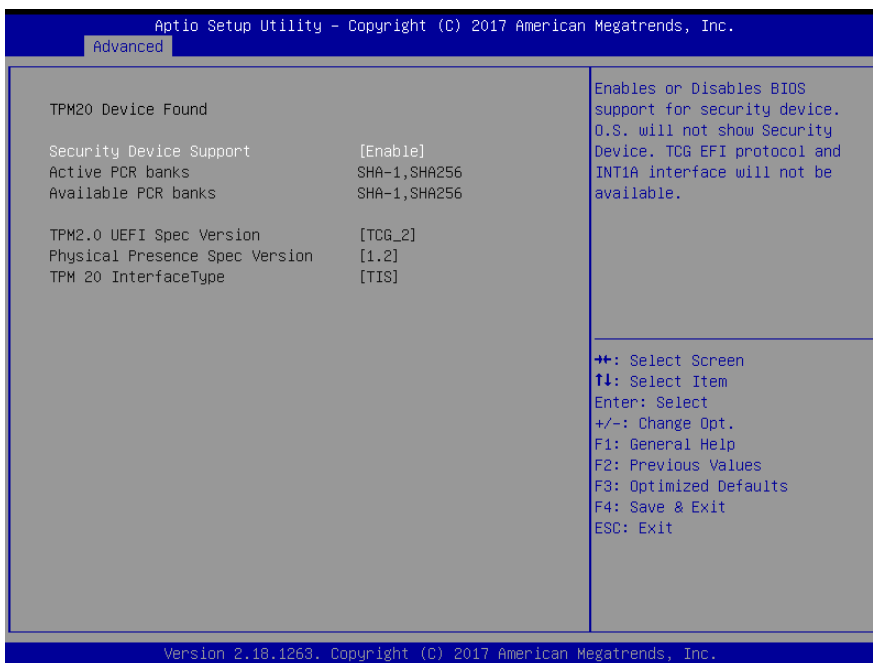 Aptio Setup Utility – Copyright (C) 2017 American Megatrends, Inc.
Advanced
TPM20 Device Found
Security Device Support [Enable]
Active PCR banks SHA-1,SHA256
Available PCR banks SHA-1,SHA256
TPM2.0 UEFI Spec Version [TCG_2]
Physical Presence Spec Version [1.2]
TPM 20 InterfaceType [TIS]
Enables or Disables BIOS
support for security device.
O.S. will not show Security
Device. TCG EFI protocol and
INT1A interface will not be
available.
→←: Select Screen
↑↓: Select Item
Enter: Select
+/-: Change Opt.
F1: General Help
F2: Previous Values
F3: Optimized Defaults
F4: Save & Exit
ESC: Exit
Version 2.18.1263. Copyright (C) 2017 American Megatrends, Inc.